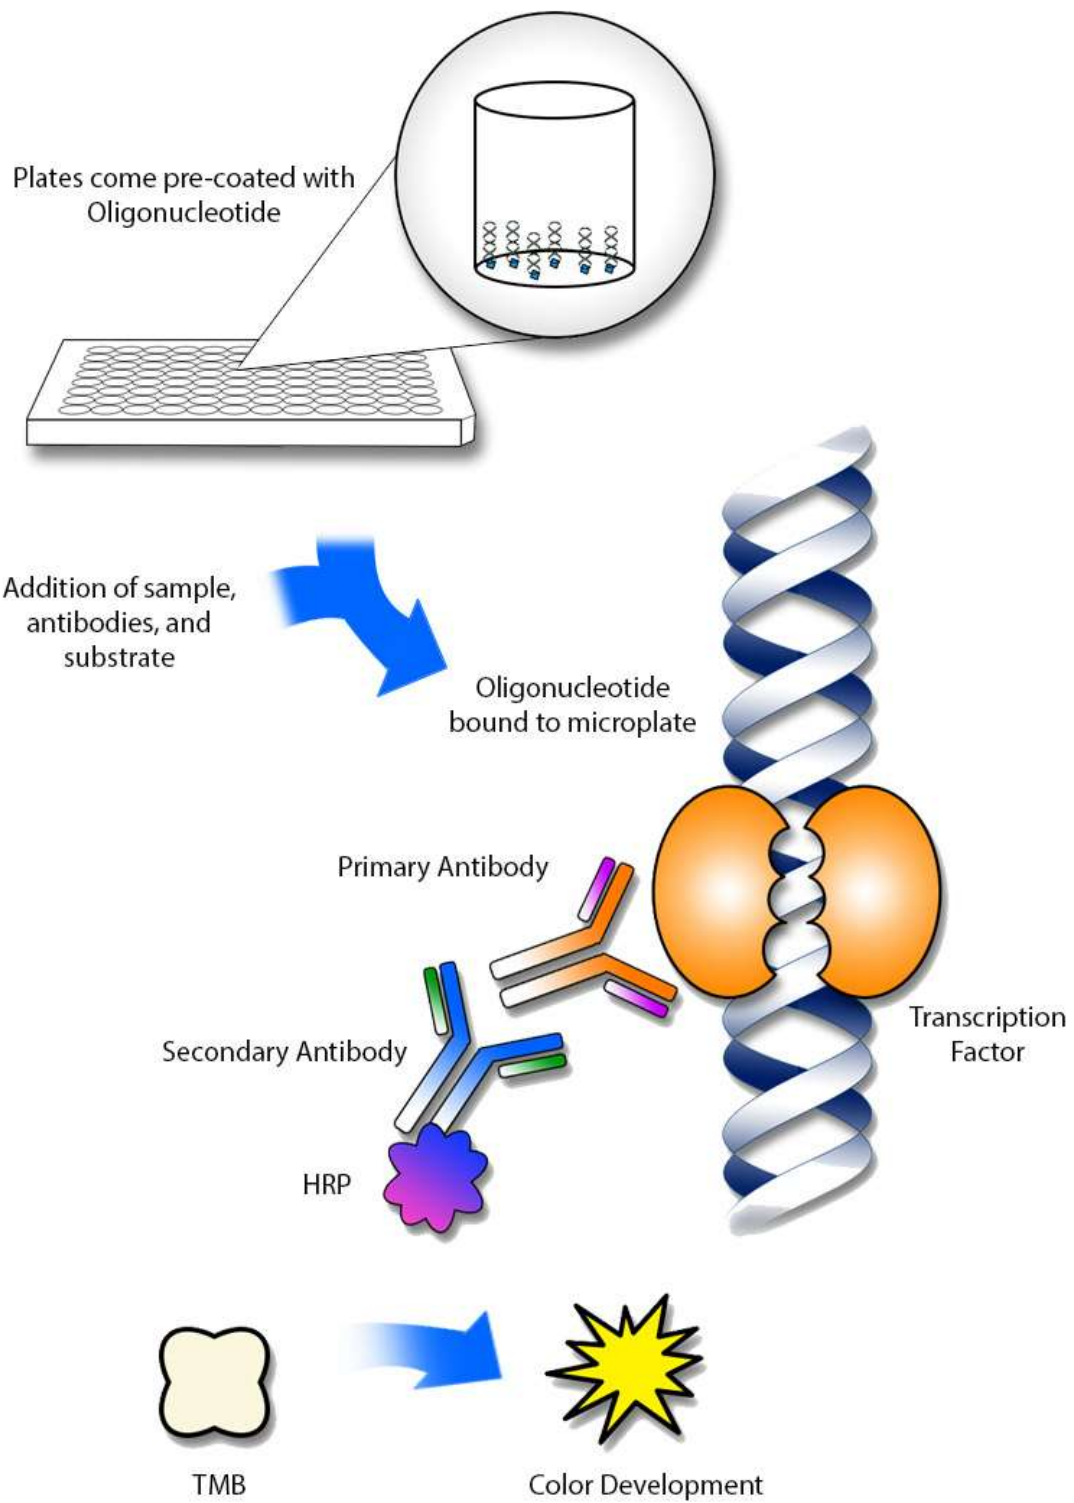 Plates come pre-coated with
Oligonucleotide
Addition of sample,
antibodies, and
substrate
Oligonucleotide
bound to microplate
Primary Antibody
Transcription
Factor
Secondary Antibody
HRP
TMB
Color Development